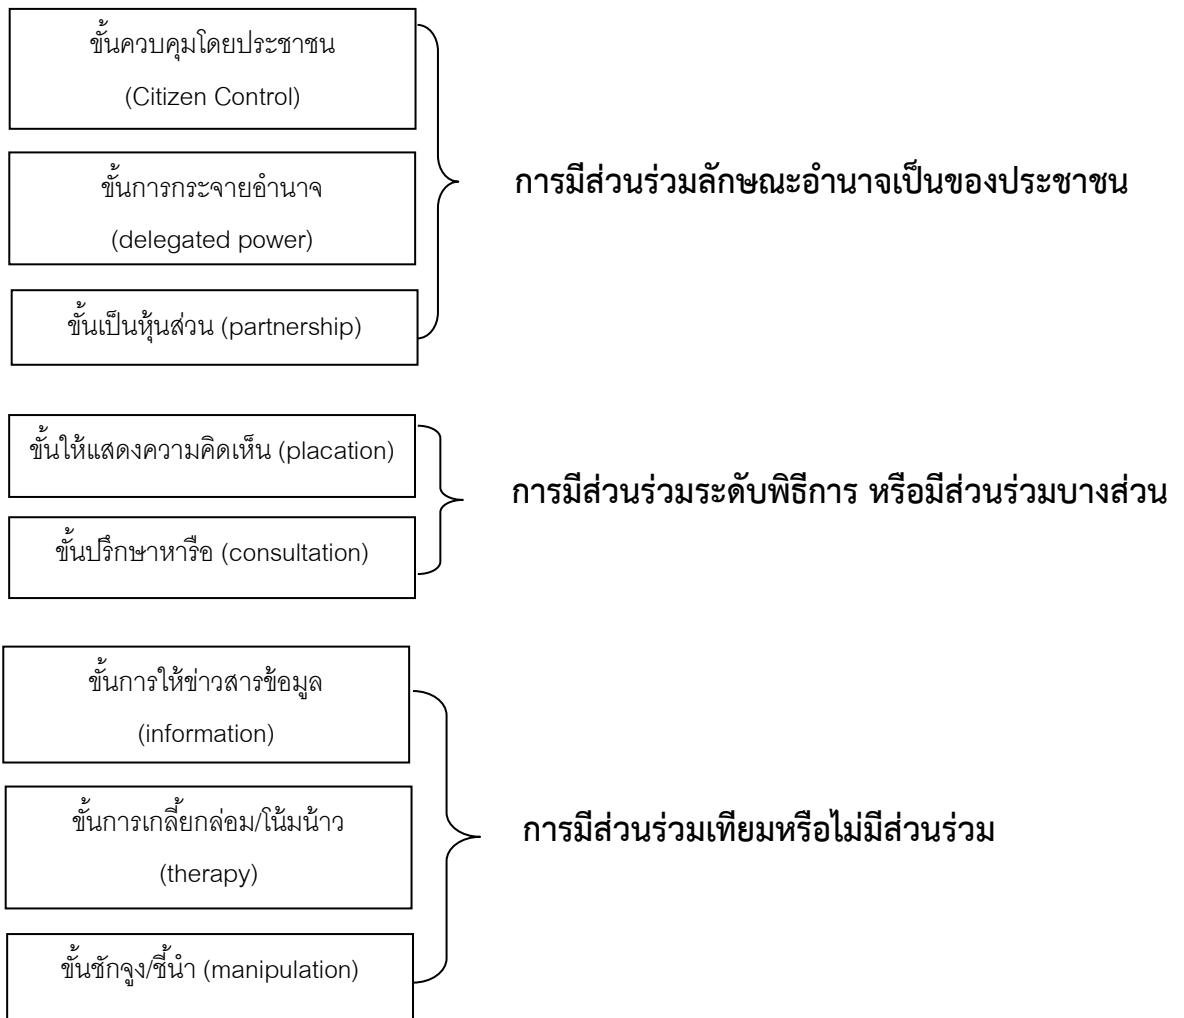 ขั้นควบคุมโดยประชาชน
(Citizen Control)
ขั้นการกระจายอำนาจ
(delegated power)
ขั้นเป็นหุ้นส่วน (partnership)
การมีส่วนร่วมลักษณะอำนาจเป็นของประชาชน
ขั้นให้แสดงความคิดเห็น (placation)
ขั้นปรึกษาหารือ (consultation)
การมีส่วนร่วมระดับพิธีการ หรือมีส่วนร่วมบางส่วน
ขั้นการให้ข่าวสารข้อมูล
(information)
ขั้นการเกลี้ยกล่อม/โน้มน้าว
(therapy)
ขั้นชักจูง/ชี้นำ (manipulation)
การมีส่วนร่วมเทียมหรือไม่มีส่วนร่วม